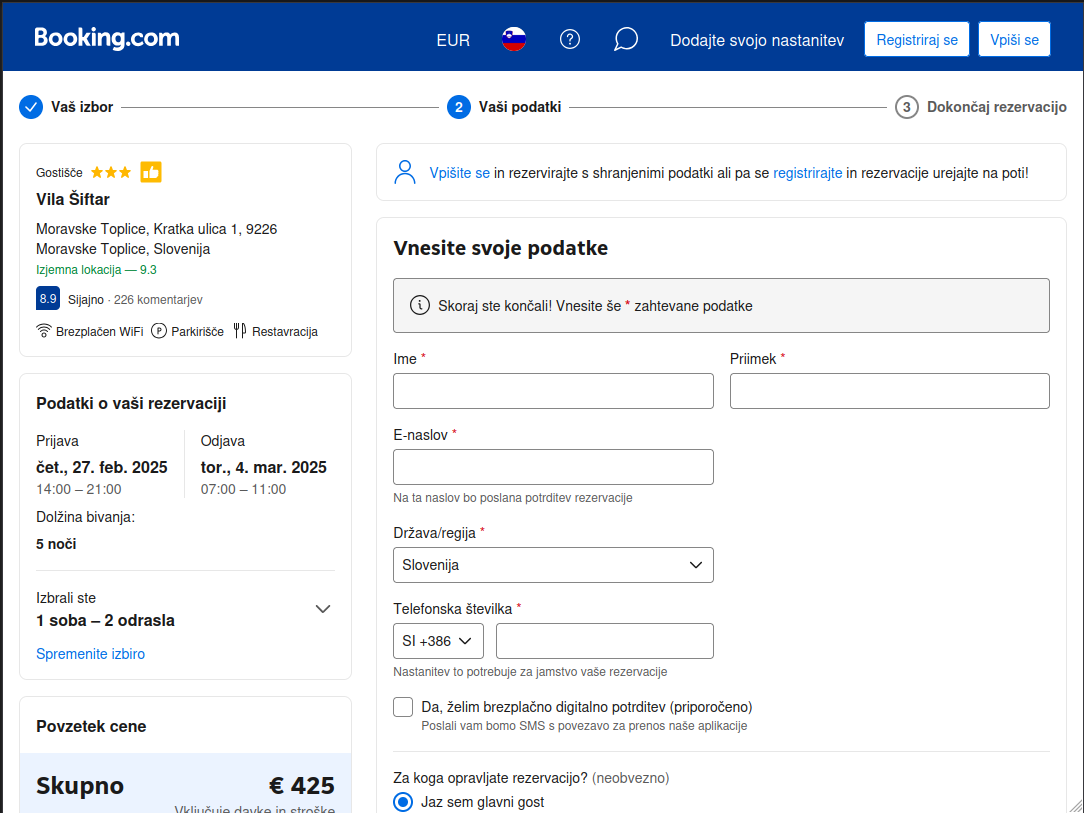 Booking.com
EUR
Dodajte svojo nastanitev
Registriraj se
Vpiši se
Vaš izbor
2 Vaši podatki
3 Dokončaj rezervacijo
Gostišče
Vila Šiftar
Moravske Toplice, Kratka ulica 1, 9226
Moravske Toplice, Slovenija
Izjemna lokacija — 9.3
8.9 Sijajno · 226 komentarjev
Brezplačen WiFi P Parkirišče Restavracija
Podatki o vaši rezervaciji
Prijava
čet., 27. feb. 2025
14:00 – 21:00
Odjava
tor., 4. mar. 2025
07:00 – 11:00
Dolžina bivanja:
5 noči
Izbrali ste
1 soba – 2 odrasla
Spremenite izbiro
Povzetek cene
Skupno € 425
Vključuje davke in stroške
Vpišite se in rezervirajte s shranjenimi podatki ali pa se registrirajte in rezervacije urejajte na poti!
Vnesite svoje podatke
Skoraj ste končali! Vnesite še * zahtevane podatke
Ime *
Priimek *
E-naslov *
Na ta naslov bo poslana potrditev rezervacije
Država/regija *
Slovenija
Telefonska številka *
SI +386
Nastanitev to potrebuje za jamstvo vaše rezervacije
Da, želim brezplačno digitalno potrditev (priporočeno)
Poslali vam bomo SMS s povezavo za prenos naše aplikacije
Za koga opravljate rezervacijo? (neobvezno)
Jaz sem glavni gost